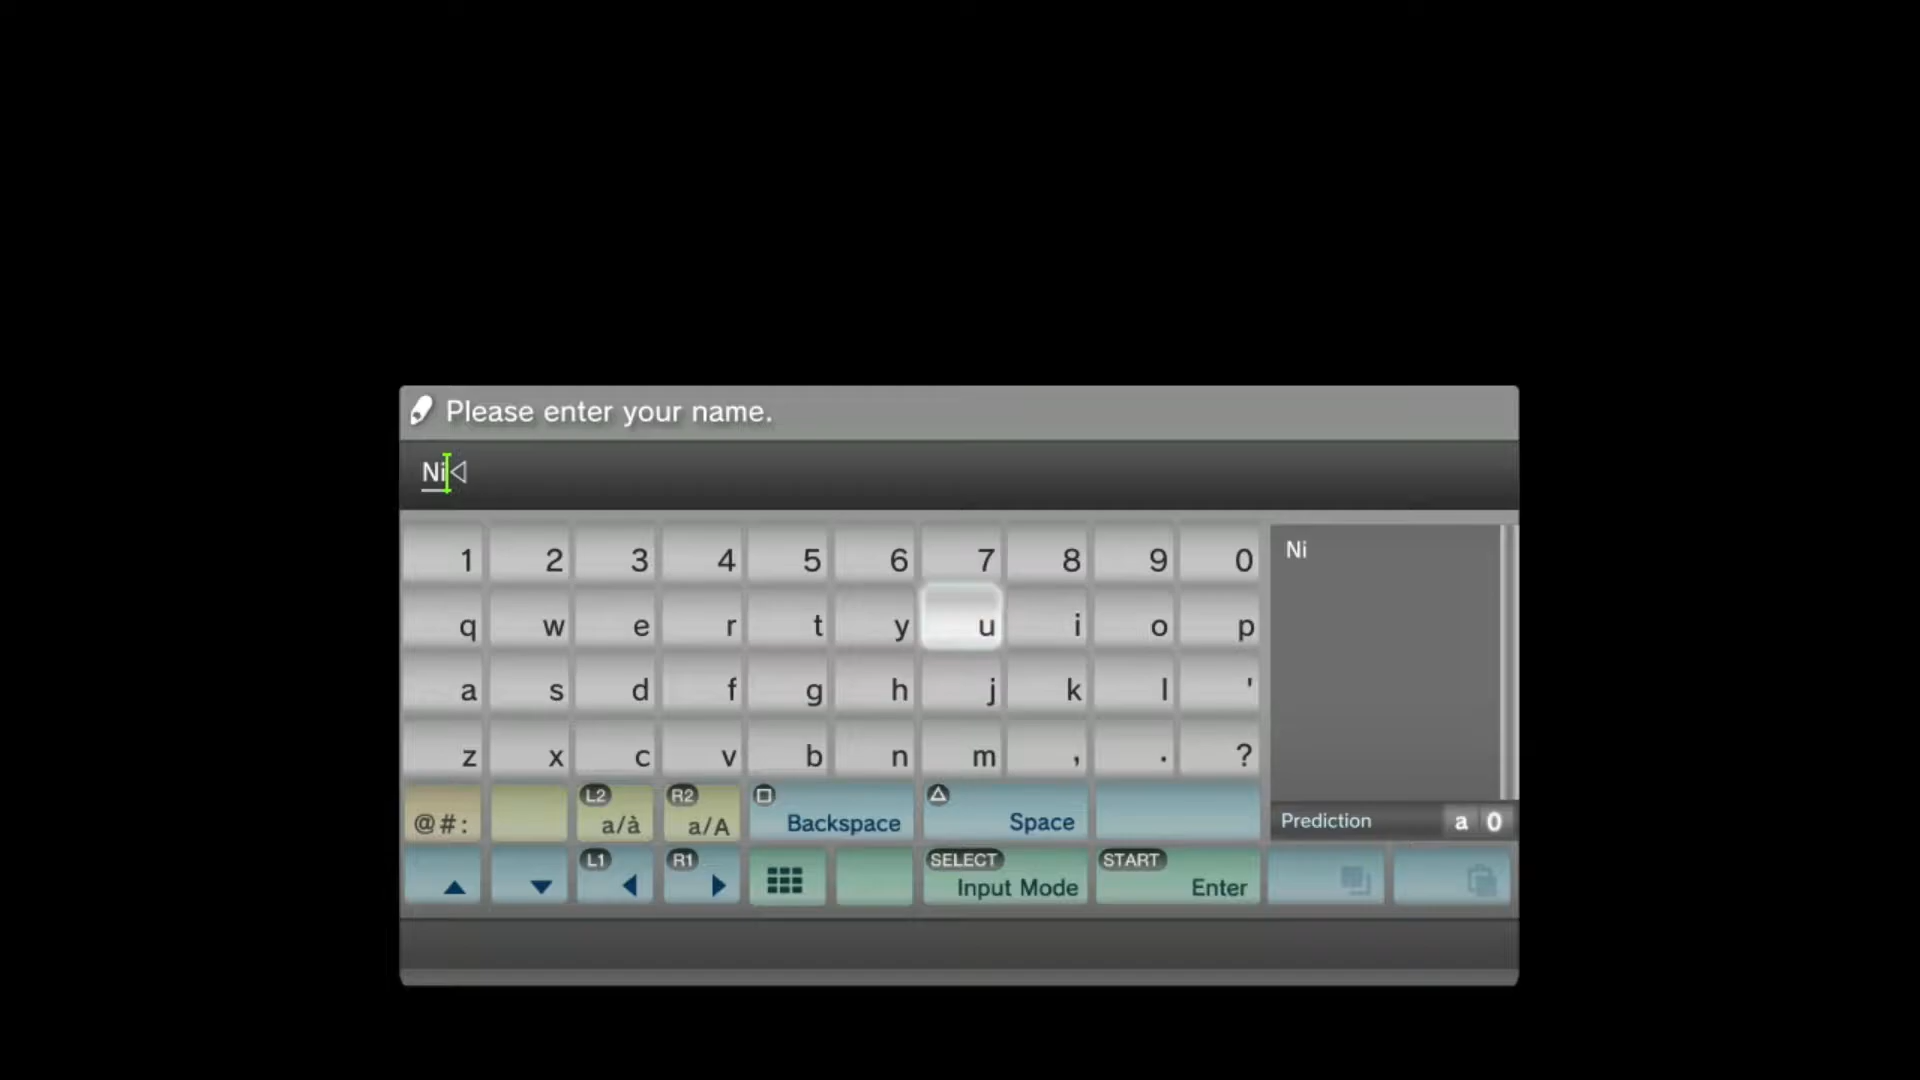 Please enter your name.
Ni
1 2 3 4 5 6 7 8 9 0
q w e r t y u i o p
a s d f g h j k l '
z x c v b n m , . ?
Ni
@#: L2 a/à R2 a/A Backspace Space
Prediction a 0
L1 R1 SELECT Input Mode START Enter